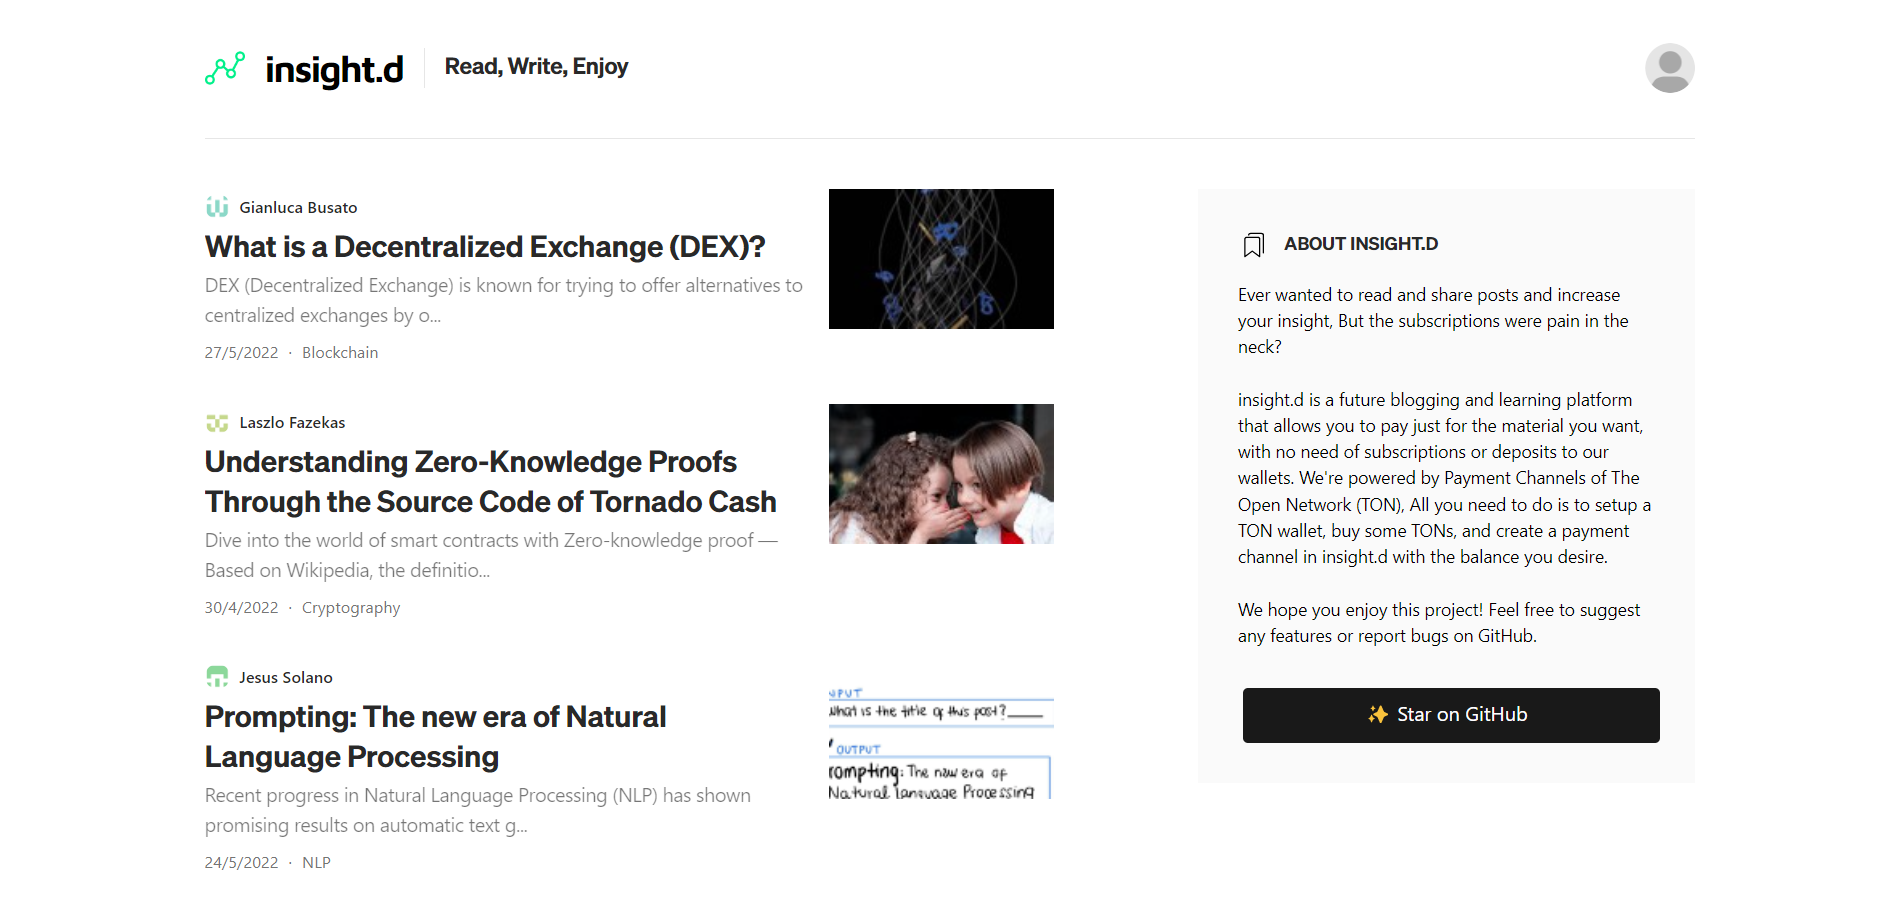 insight.d
Read, Write, Enjoy
Gianluca Busato
What is a Decentralized Exchange (DEX)?
DEX (Decentralized Exchange) is known for trying to offer alternatives to
centralized exchanges by o...
27/5/2022 · Blockchain
Laszlo Fazekas
Understanding Zero-Knowledge Proofs
Through the Source Code of Tornado Cash
Dive into the world of smart contracts with Zero-knowledge proof —
Based on Wikipedia, the definitio...
30/4/2022 · Cryptography
Jesus Solano
Prompting: The new era of Natural
Language Processing
Recent progress in Natural Language Processing (NLP) has shown
promising results on automatic text g...
24/5/2022 · NLP
NPUT
What is the title of this post?
OUTPUT
rompting: The new era of
Natural Language Processing
ABOUT INSIGHT.D
Ever wanted to read and share posts and increase
your insight, But the subscriptions were pain in the
neck?
insight.d is a future blogging and learning platform
that allows you to pay just for the material you want,
with no need of subscriptions or deposits to our
wallets. We're powered by Payment Channels of The
Open Network (TON), All you need to do is to setup a
TON wallet, buy some TONs, and create a payment
channel in insight.d with the balance you desire.
We hope you enjoy this project! Feel free to suggest
any features or report bugs on GitHub.
✨ Star on GitHub